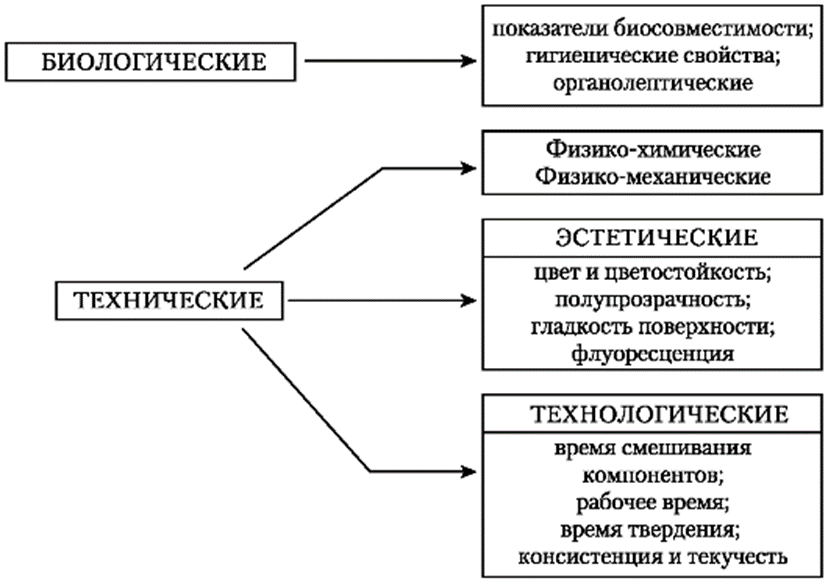 БИОЛОГИЧЕСКИЕ
показатели биосовместимости;
гигиенические свойства;
органолептические
ТЕХНИЧЕСКИЕ
Физико-химические
Физико-механические
ЭСТЕТИЧЕСКИЕ
цвет и цветостойкость;
полупрозрачность;
гладкость поверхности;
флуоресценция
ТЕХНОЛОГИЧЕСКИЕ
время смешивания
компонентов;
рабочее время;
время твердения;
консистенция и текучесть